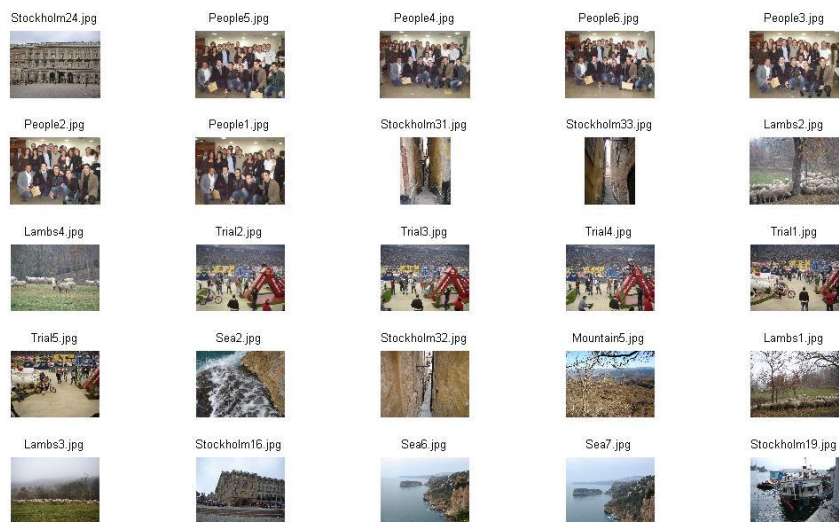 Stockholm24.jpg People5.jpg People4.jpg People6.jpg People3.jpg
People2.jpg People1.jpg Stockholm31.jpg Stockholm33.jpg Lambs2.jpg
Lambs4.jpg Trial2.jpg Trial3.jpg Trial4.jpg Trial1.jpg
Trial5.jpg Sea2.jpg Stockholm32.jpg Mountain5.jpg Lambs1.jpg
Lambs3.jpg Stockholm16.jpg Sea6.jpg Sea7.jpg Stockholm19.jpg